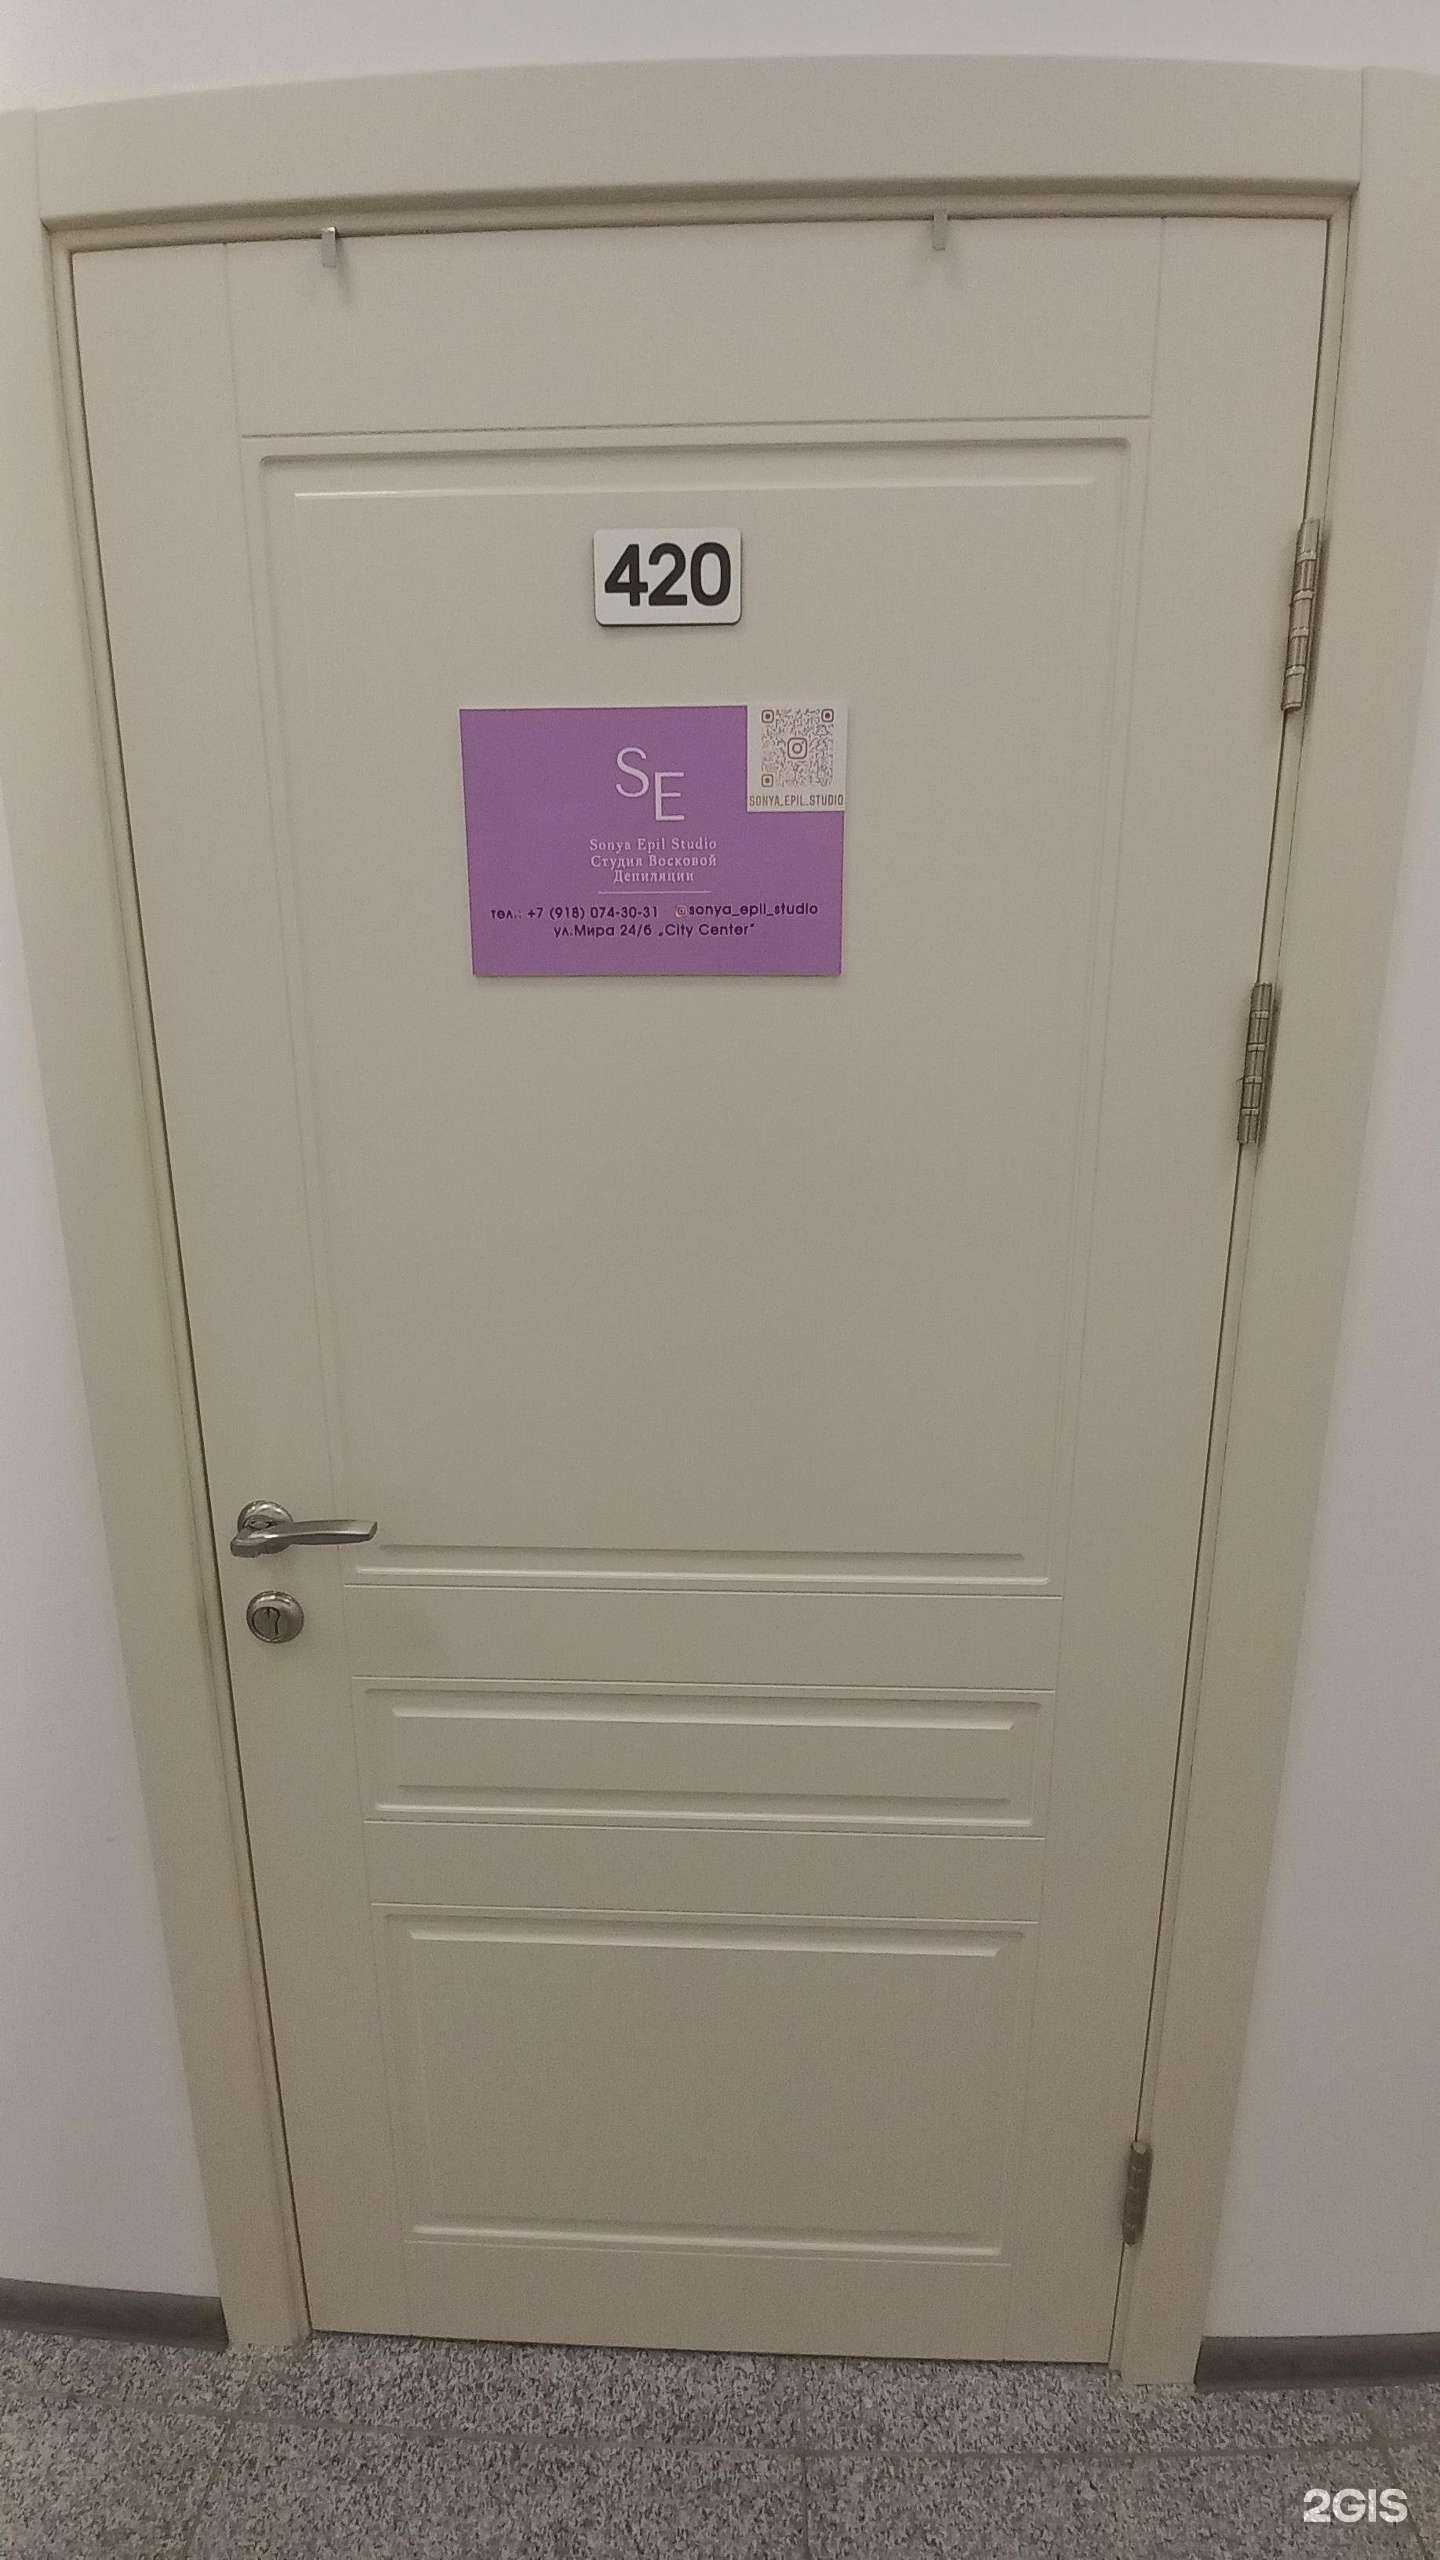 420
SE
SONYA_EPIL_STUDIO
Sonya Epil Studio
Студия Восковой
Депиляции
тел.: +7 (918) 074-30-31 sonya_epil_studio
ул.Мира 24/б „City Center"
2GIS